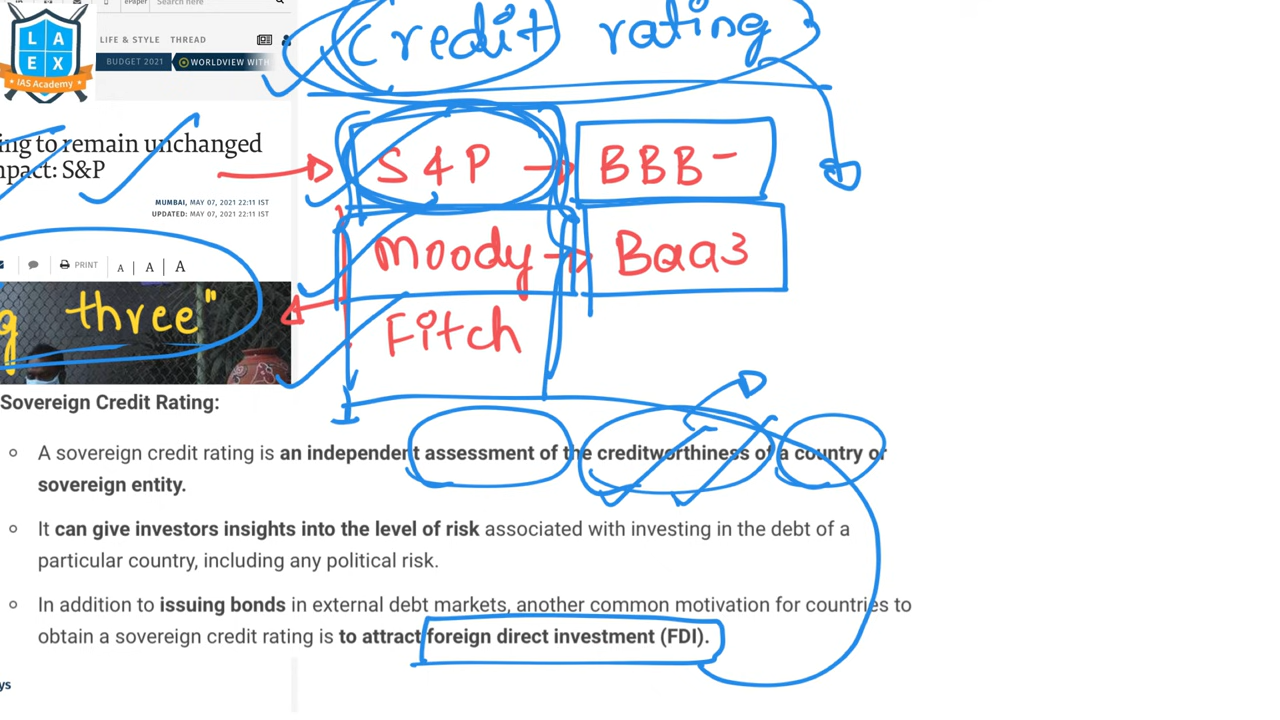 ePaper
Search here
Credit rating
L A
E X
IAS Academy
LIFE & STYLE THREAD
BUDGET 2021 WORLDVIEW WITH
ing to remain unchanged
mpact: S&P
MUMBAI, MAY 07, 2021 22:11 IST
UPDATED: MAY 07, 2021 22:11 IST
PRINT A A A
S & P → BBB-
Moody → Baa3
Fitch
g three"
Sovereign Credit Rating:
A sovereign credit rating is an independent assessment of the creditworthiness of a country or
sovereign entity.
It can give investors insights into the level of risk associated with investing in the debt of a
particular country, including any political risk.
In addition to issuing bonds in external debt markets, another common motivation for countries to
obtain a sovereign credit rating is to attract foreign direct investment (FDI).
ys